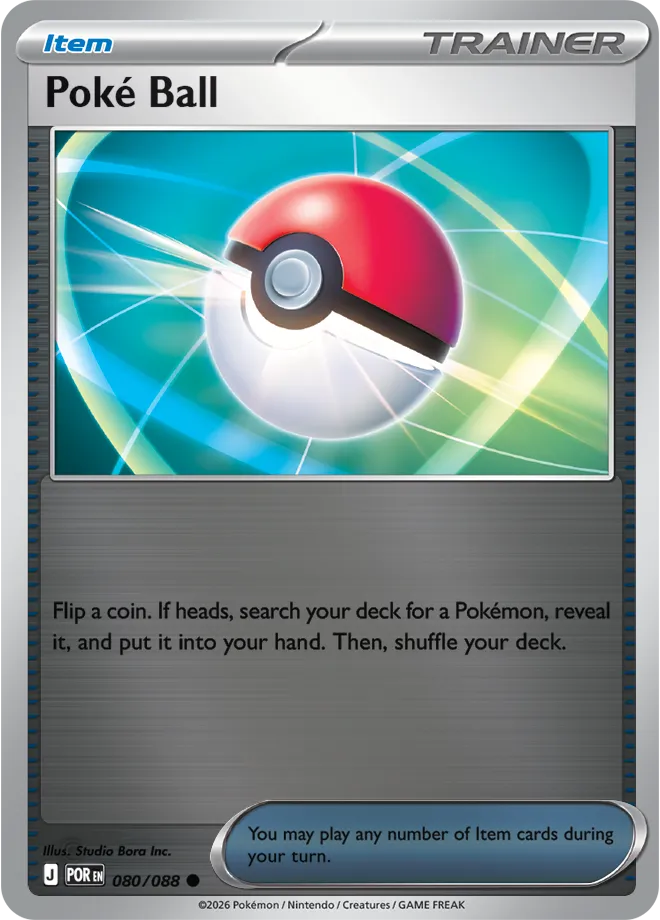 Item
TRAINER
Poké Ball
Flip a coin. If heads, search your deck for a Pokémon, reveal
it, and put it into your hand. Then, shuffle your deck.
You may play any number of Item cards during
your turn.
Illus. Studio Bora Inc.
J POR EN 080/088
©2026 Pokémon / Nintendo / Creatures / GAME FREAK